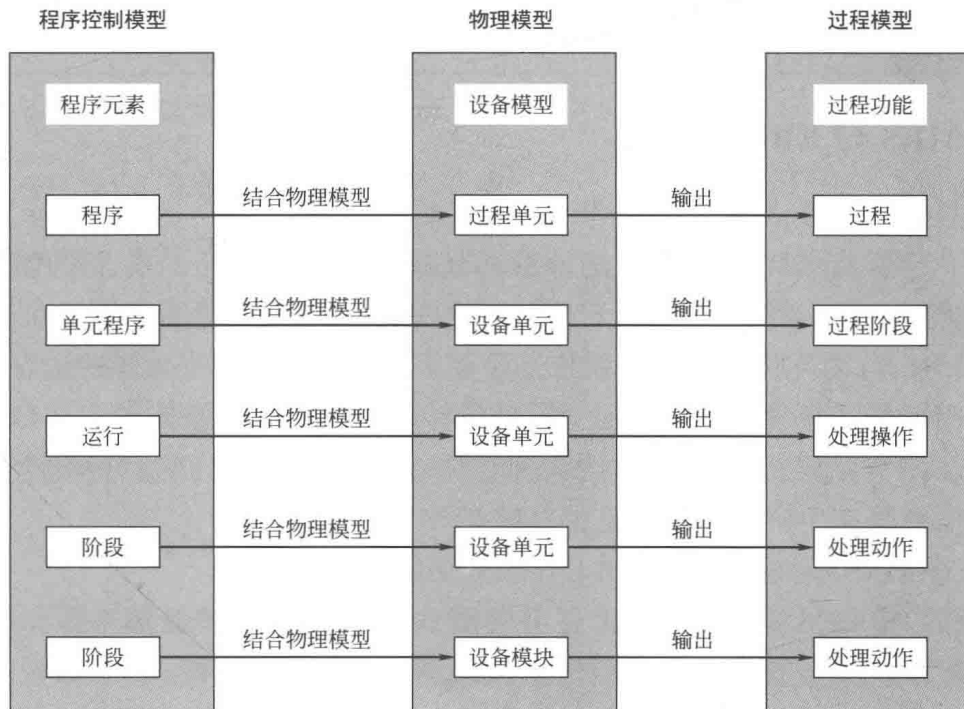 程序控制模型 物理模型 过程模型
程序元素 设备模型 过程功能
结合物理模型 输出
程序 过程单元 过程
结合物理模型 输出
单元程序 设备单元 过程阶段
结合物理模型 输出
运行 设备单元 处理操作
结合物理模型 输出
阶段 设备单元 处理动作
结合物理模型 输出
阶段 设备模块 处理动作